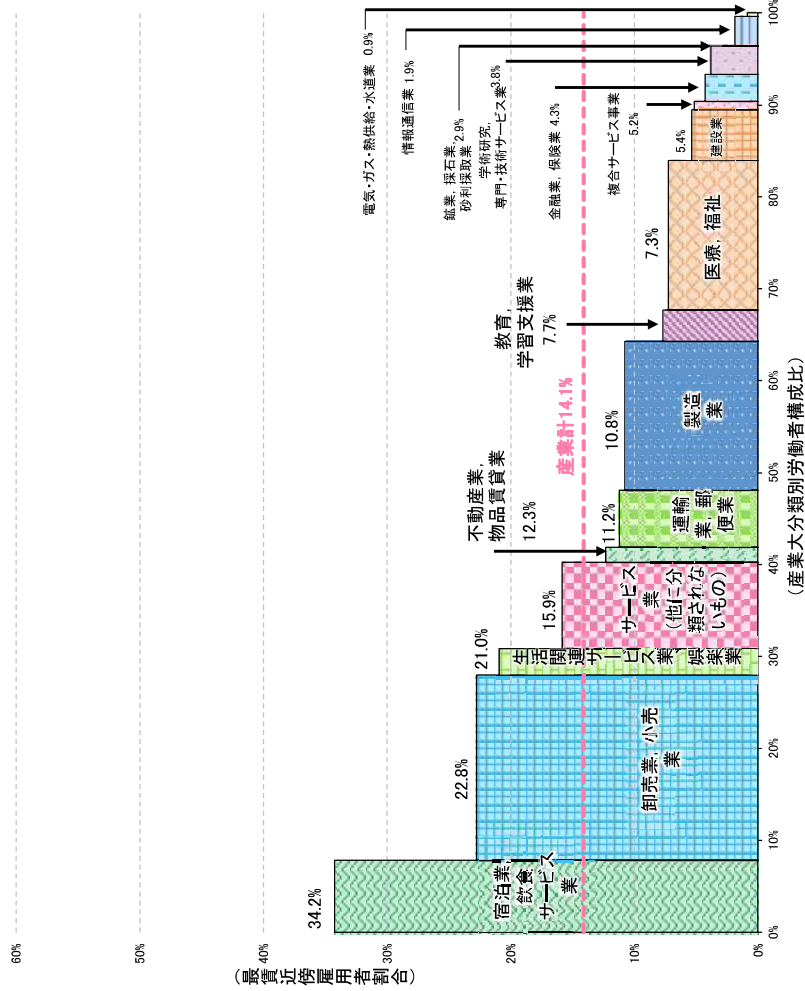 60%
50%
40%
30%
20%
10%
0%
（最賃近傍雇用者割合）
34.2%
宿泊業，
飲食
サービス
業
22.8%
卸売業，小売
業
21.0%
生活関連サービス業、娯楽業
15.9%
サービス
業
（他に分
類されな
いもの）
不動産業，
物品賃貸業
12.3%
11.2%
運輸
業，郵
便業
産業計14.1%
10.8%
製造
業
教育，
学習支援業
7.7%
7.3%
医療，福祉
5.4%
建設業
複合サービス事業
5.2%
金融業，保険業 4.3%
学術研究，
専門・技術サービス業3.8%
鉱業，採石業，
砂利採取業 2.9%
情報通信業 1.9%
電気・ガス・熱供給・水道業 0.9%
0%
10%
20%
30%
40%
50%
60%
70%
80%
90%
100%
（産業大分類別労働者構成比）